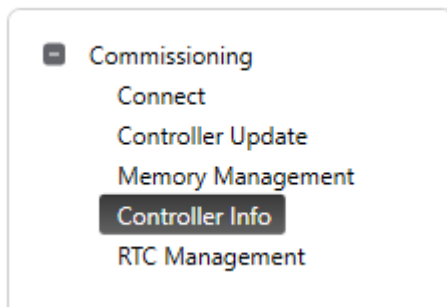 Commissioning
Connect
Controller Update
Memory Management
Controller Info
RTC Management